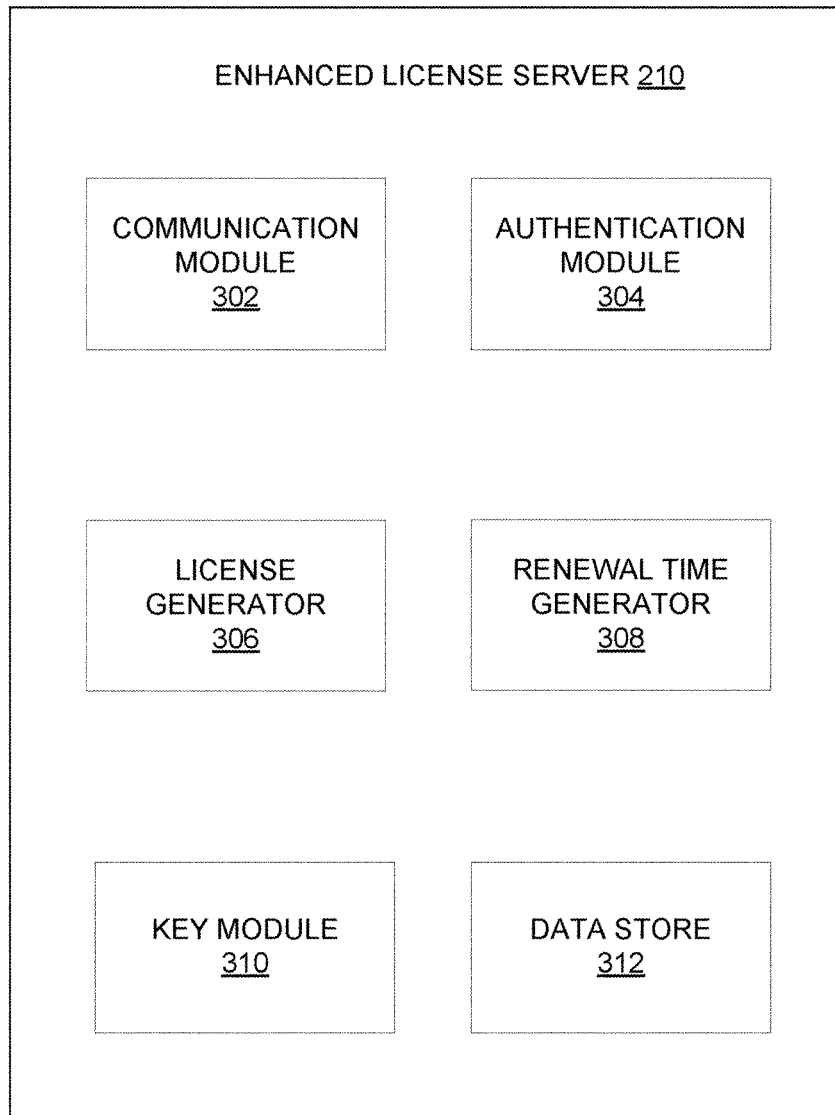 ENHANCED LICENSE SERVER 210
COMMUNICATION
MODULE
302
AUTHENTICATION
MODULE
304
LICENSE
GENERATOR
306
RENEWAL TIME
GENERATOR
308
KEY MODULE
310
DATA STORE
312